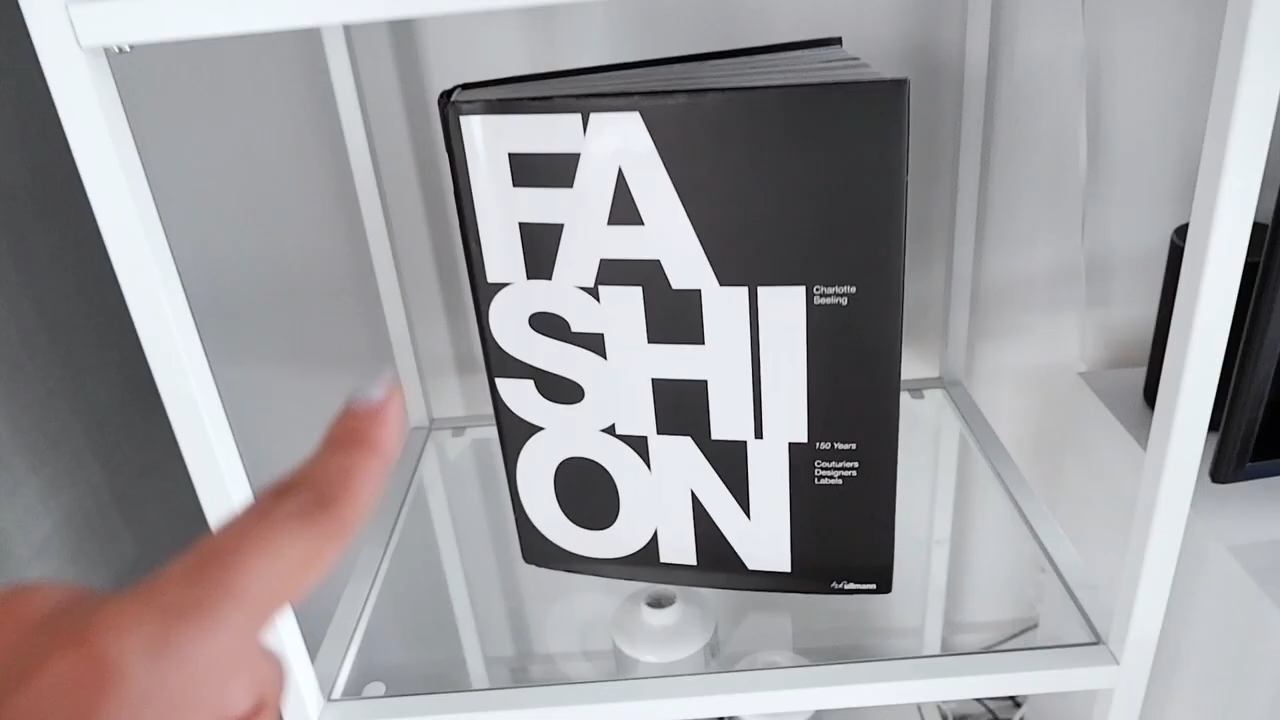 FA
SHI
ON
Charlotte
Seeling
150 Years
Couturiers
Designers
Labels
h.f.ullmann